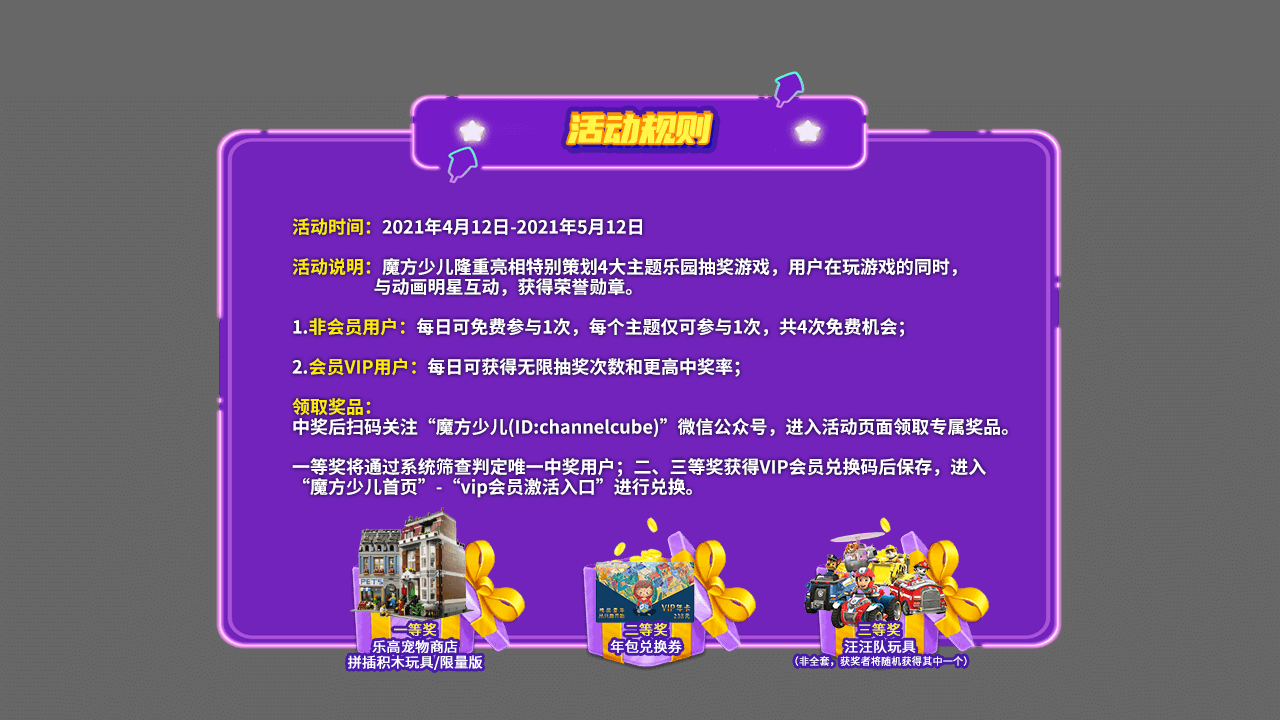 活动规则
活动时间：2021年4月12日-2021年5月12日
活动说明：魔方少儿隆重亮相特别策划4大主题乐园抽奖游戏，用户在玩游戏的同时，
与动画明星互动，获得荣誉勋章。
1.非会员用户：每日可免费参与1次，每个主题仅可参与1次，共4次免费机会；
2.会员VIP用户：每日可获得无限抽奖次数和更高中奖率；
领取奖品：
中奖后扫码关注“魔方少儿(ID:channelcube)”微信公众号，进入活动页面领取专属奖品。
一等奖将通过系统筛查判定唯一中奖用户；二、三等奖获得VIP会员兑换码后保存，进入
“魔方少儿首页”-“vip会员激活入口”进行兑换。
PETS
VIP年卡
238元
一等奖
乐高宠物商店
拼插积木玩具/限量版
二等奖
年包兑换券
三等奖
汪汪队玩具
（非全套，获奖者将随机获得其中一个）